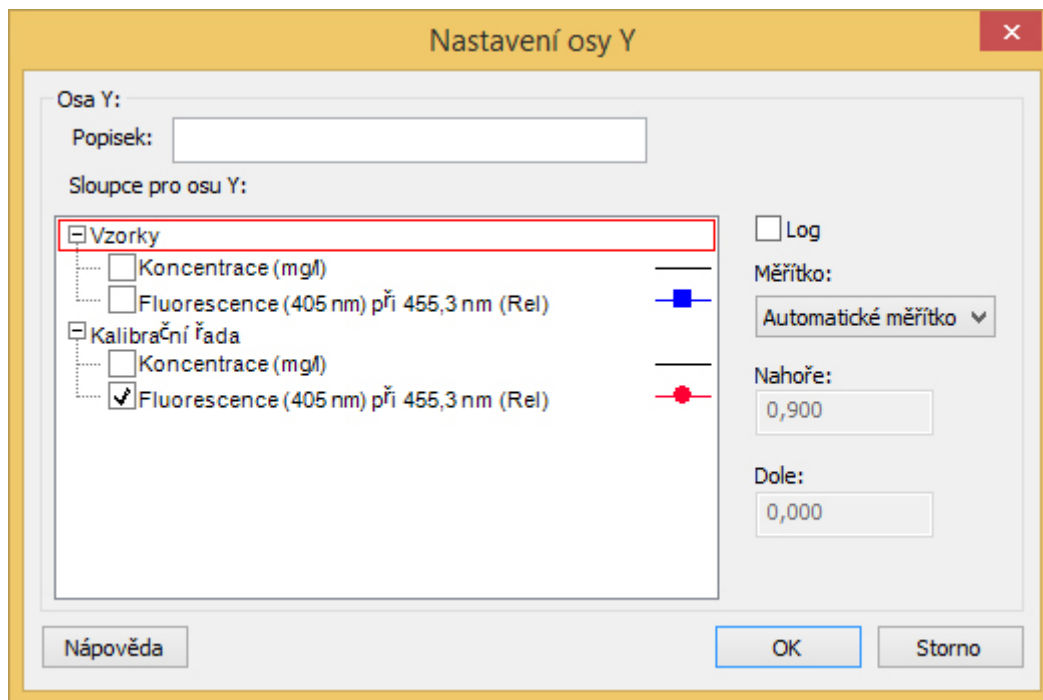 Nastavení osy Y
Osa Y:
Popisek:
Sloupce pro osu Y:
Vzorky
Koncentrace (mg/l)
Fluorescence (405 nm) při 455,3 nm (Rel)
Kalibrační řada
Koncentrace (mg/l)
Fluorescence (405 nm) při 455,3 nm (Rel)
Log
Měřítko:
Automatické měřítko
Nahoře:
0,900
Dole:
0,000
Nápověda
OK
Storno